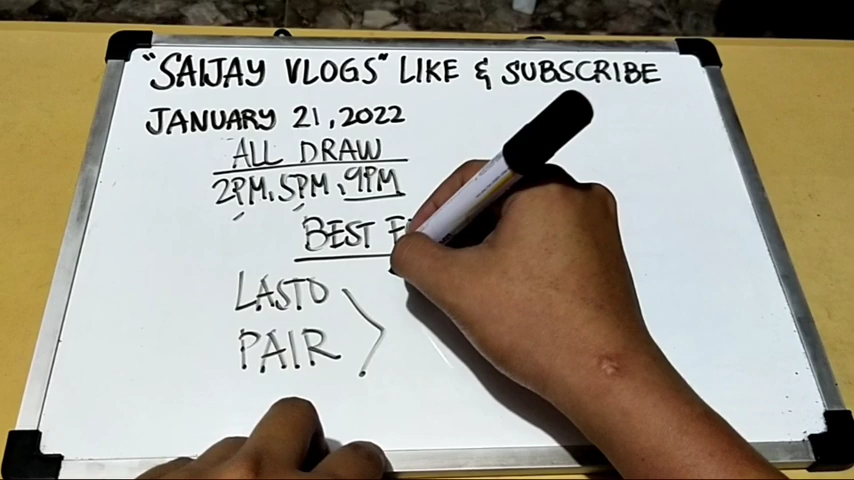 "SAIJAY VLOGS" LIKE & SUBSCRIBE
JANUARY 21, 2022
ALL DRAW
2PM, 5PM, 9PM
BEST
LASTO
PAIR